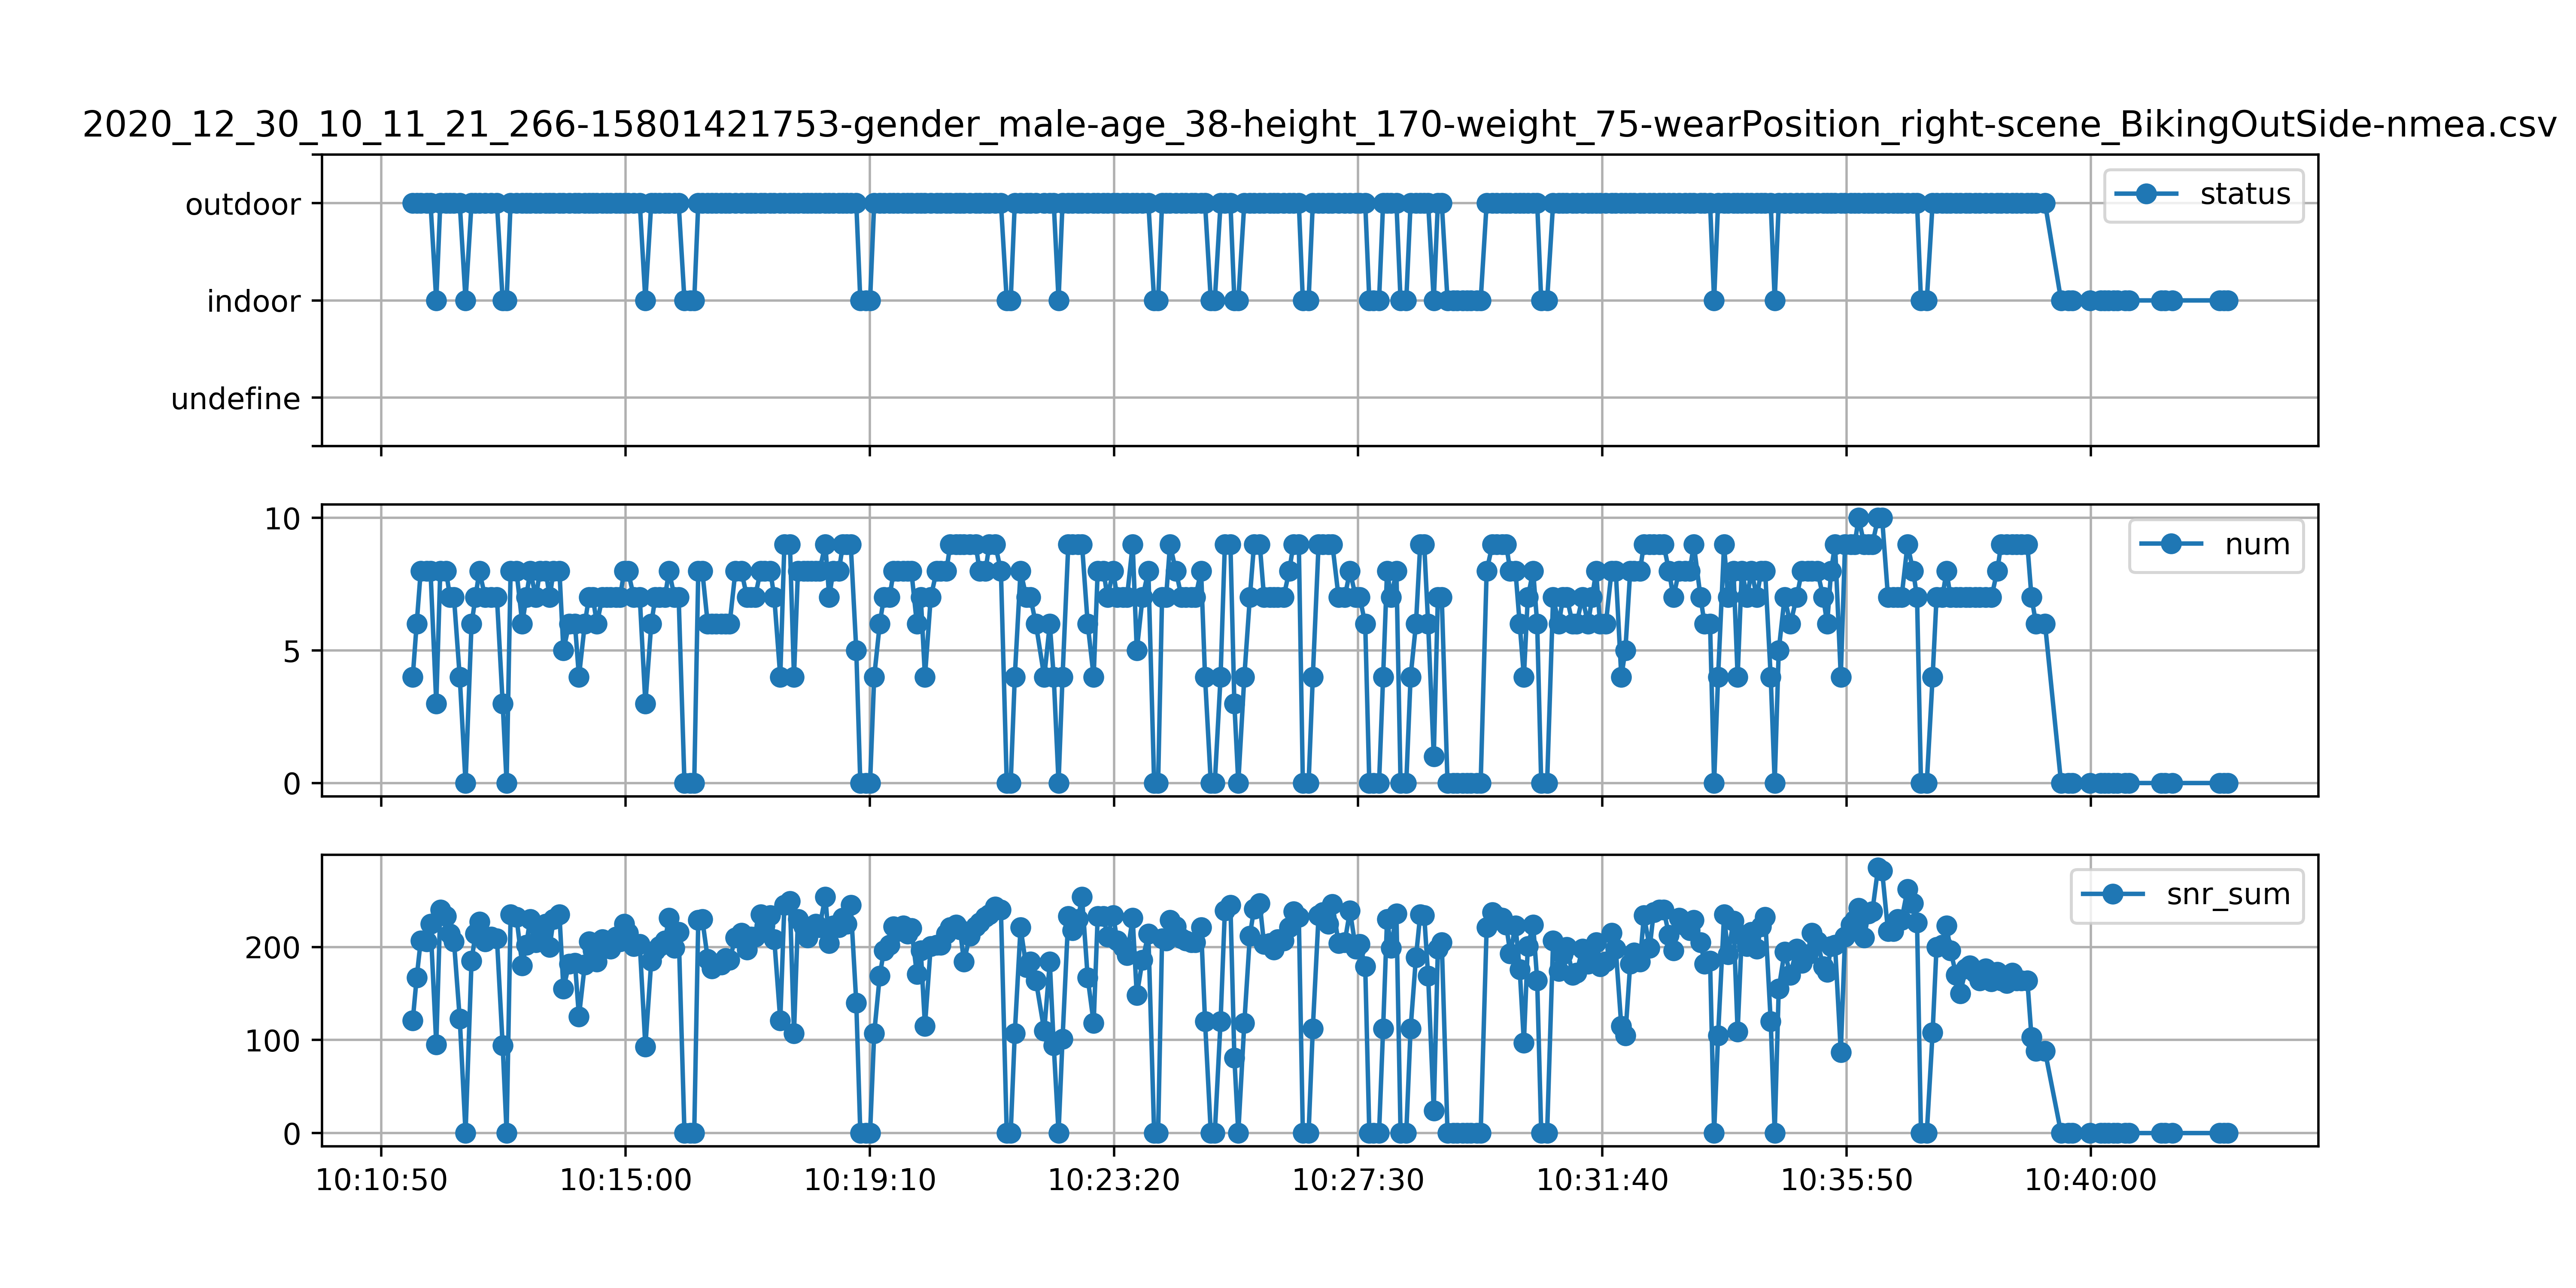 2020_12_30_10_11_21_266-15801421753-gender_male-age_38-height_170-weight_75-wearPosition_right-scene_BikingOutSide-nmea.csv
outdoor
indoor
undefine
status
10
5
0
num
200
100
0
snr_sum
10:10:50 10:15:00 10:19:10 10:23:20 10:27:30 10:31:40 10:35:50 10:40:00